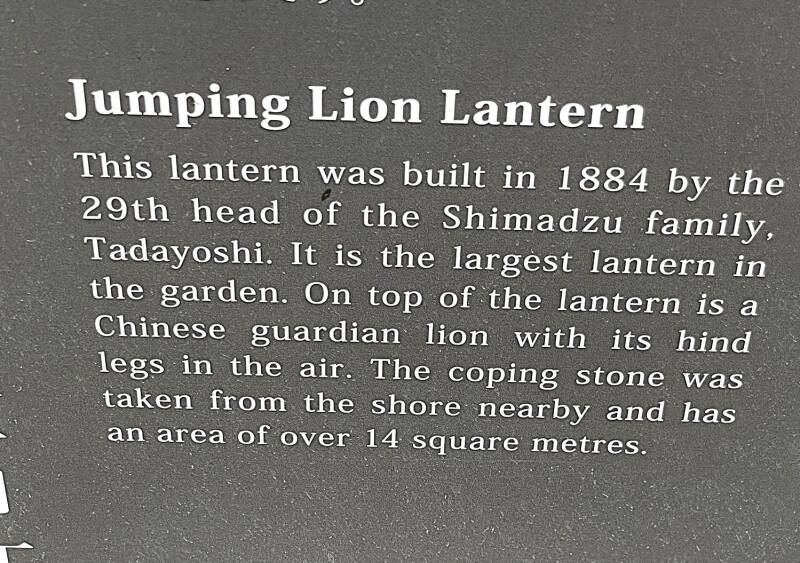 Jumping Lion Lantern
This lantern was built in 1884 by the
29th head of the Shimadzu family,
Tadayoshi. It is the largest lantern in
the garden. On top of the lantern is a
Chinese guardian lion with its hind
legs in the air. The coping stone was
taken from the shore nearby and has
an area of over 14 square metres.